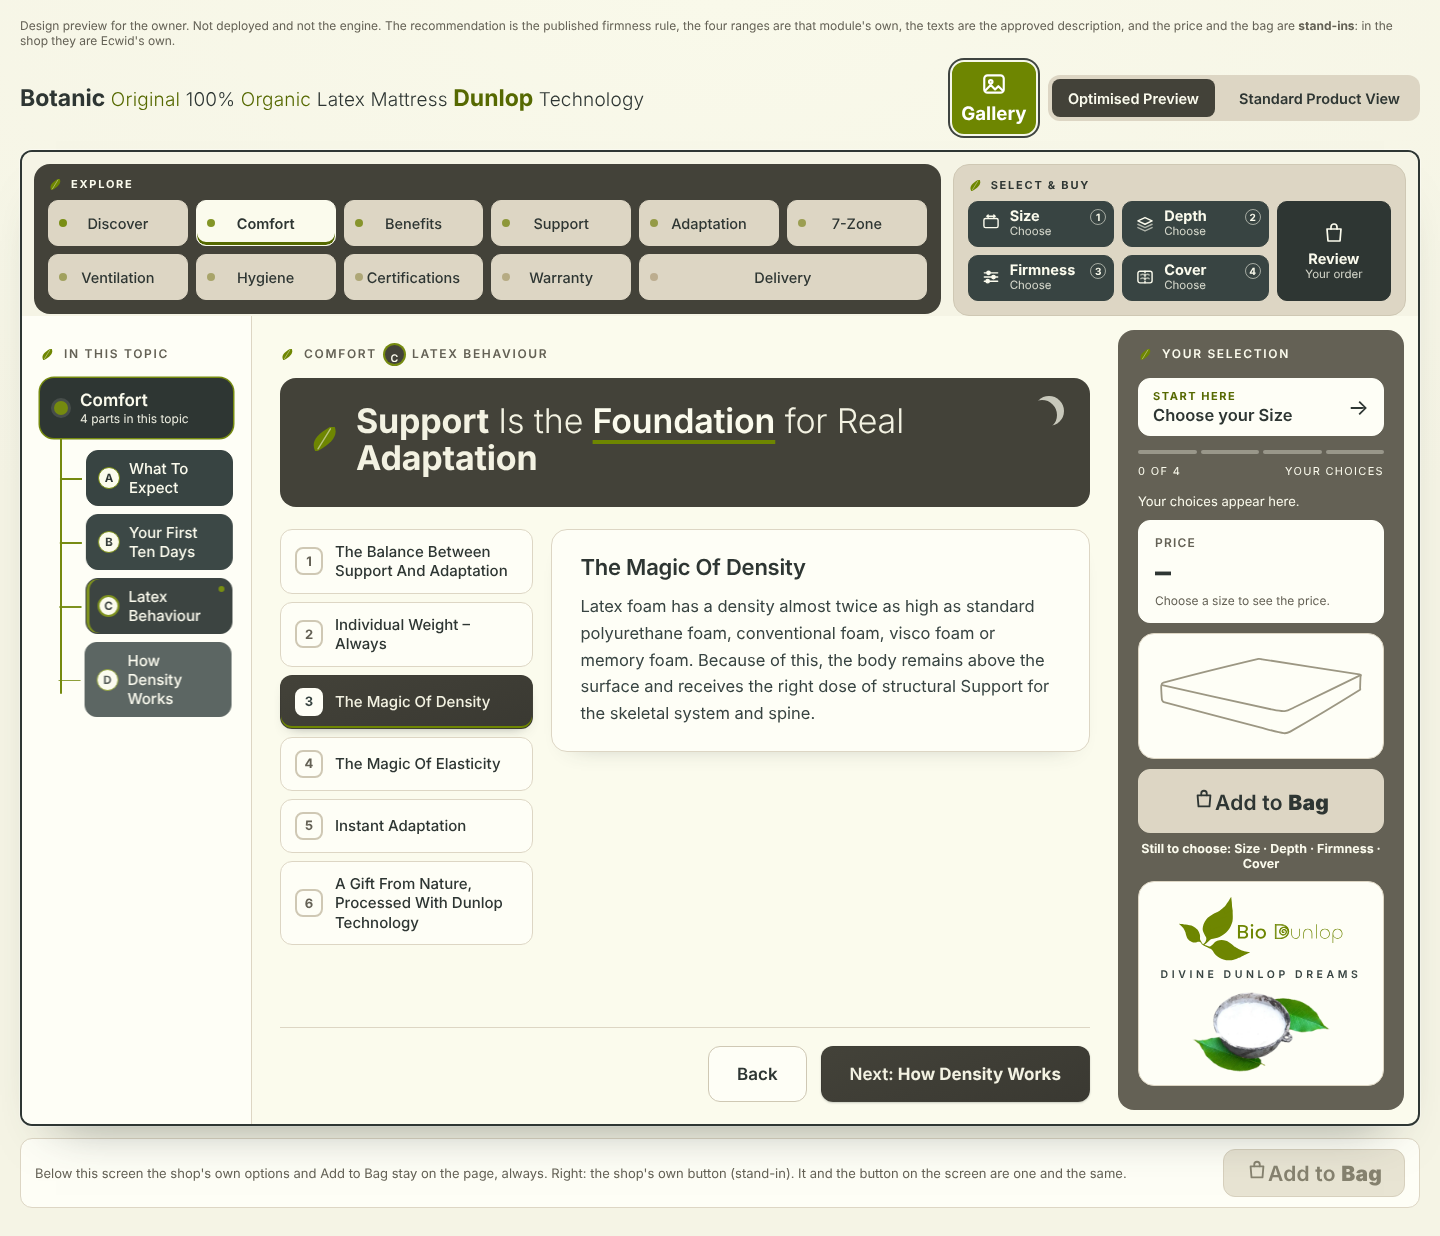 Design preview for the owner. Not deployed and not the engine. The recommendation is the published firmness rule, the four ranges are that module's own, the texts are the approved description, and the price and the bag are stand-ins: in the
shop they are Ecwid's own.
Botanic Original 100% Organic Latex Mattress Dunlop Technology
Gallery
Optimised Preview
Standard Product View
EXPLORE
Discover
Comfort
Benefits
Support
Adaptation
7-Zone
Ventilation
Hygiene
Certifications
Warranty
Delivery
SELECT & BUY
Size
Choose
1
Depth
Choose
2
Firmness
Choose
3
Cover
Choose
4
Review
Your order
IN THIS TOPIC
Comfort
4 parts in this topic
A
What To
Expect
B
Your First
Ten Days
C
Latex
Behaviour
D
How
Density
Works
COMFORT C LATEX BEHAVIOUR
Support Is the Foundation for Real
Adaptation
1
The Balance Between
Support And Adaptation
2
Individual Weight –
Always
3
The Magic Of Density
4
The Magic Of Elasticity
5
Instant Adaptation
6
A Gift From Nature,
Processed With Dunlop
Technology
The Magic Of Density
Latex foam has a density almost twice as high as standard
polyurethane foam, conventional foam, visco foam or
memory foam. Because of this, the body remains above the
surface and receives the right dose of structural Support for
the skeletal system and spine.
Back
Next: How Density Works
YOUR SELECTION
START HERE
Choose your Size
0 OF 4
YOUR CHOICES
Your choices appear here.
PRICE
–
Choose a size to see the price.
Add to Bag
Still to choose: Size · Depth · Firmness ·
Cover
Bio Dunlop
DIVINE DUNLOP DREAMS
Below this screen the shop's own options and Add to Bag stay on the page, always. Right: the shop's own button (stand-in). It and the button on the screen are one and the same.
Add to Bag